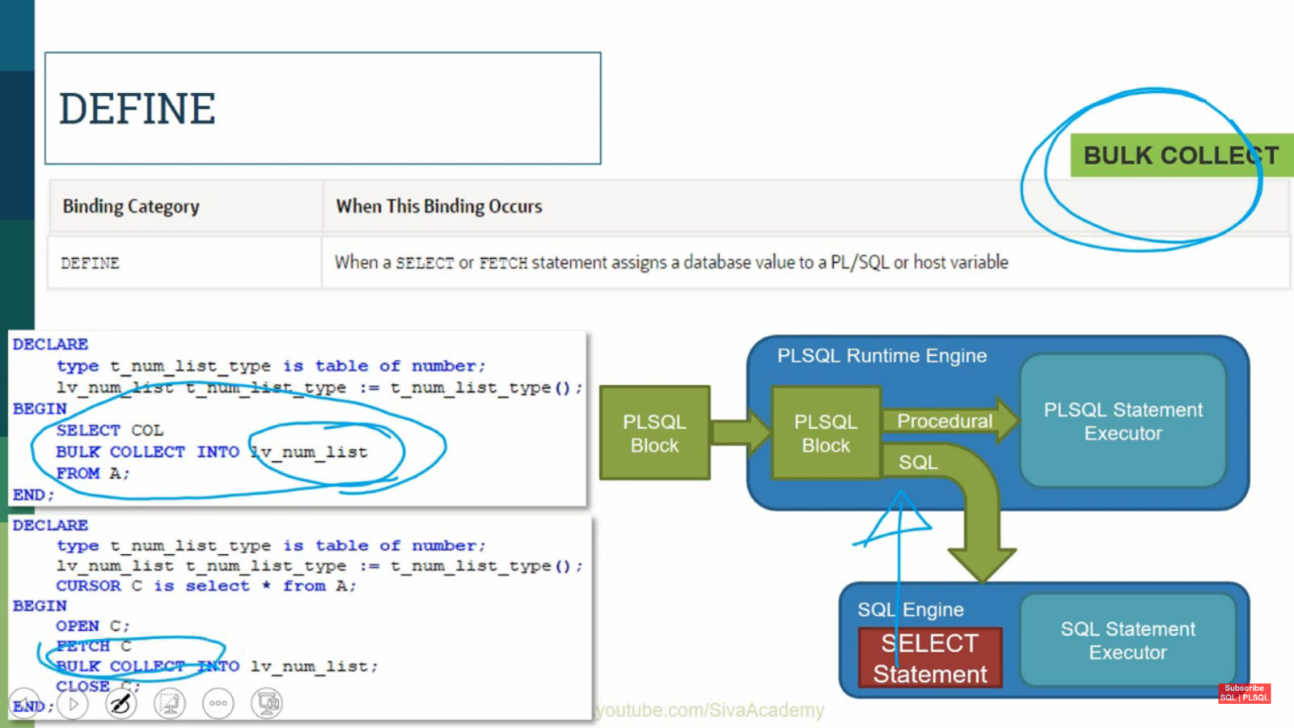 DEFINE
BULK COLLECT
Binding Category When This Binding Occurs
DEFINE When a SELECT or FETCH statement assigns a database value to a PL/SQL or host variable
DECLARE
type t_num_list_type is table of number;
lv_num_list t_num_list_type := t_num_list_type();
BEGIN
SELECT COL
BULK COLLECT INTO lv_num_list
FROM A;
END;
DECLARE
type t_num_list_type is table of number;
lv_num_list t_num_list_type := t_num_list_type();
CURSOR C is select * from A;
BEGIN
OPEN C;
FETCH C
BULK COLLECT INTO lv_num_list;
CLOSE C;
END;
PLSQL
Block
PLSQL Runtime Engine
PLSQL
Block
Procedural
SQL
PLSQL Statement
Executor
SQL Engine
SELECT
Statement
SQL Statement
Executor
Subscribe
SQL | PLSQL
youtube.com/SivaAcademy